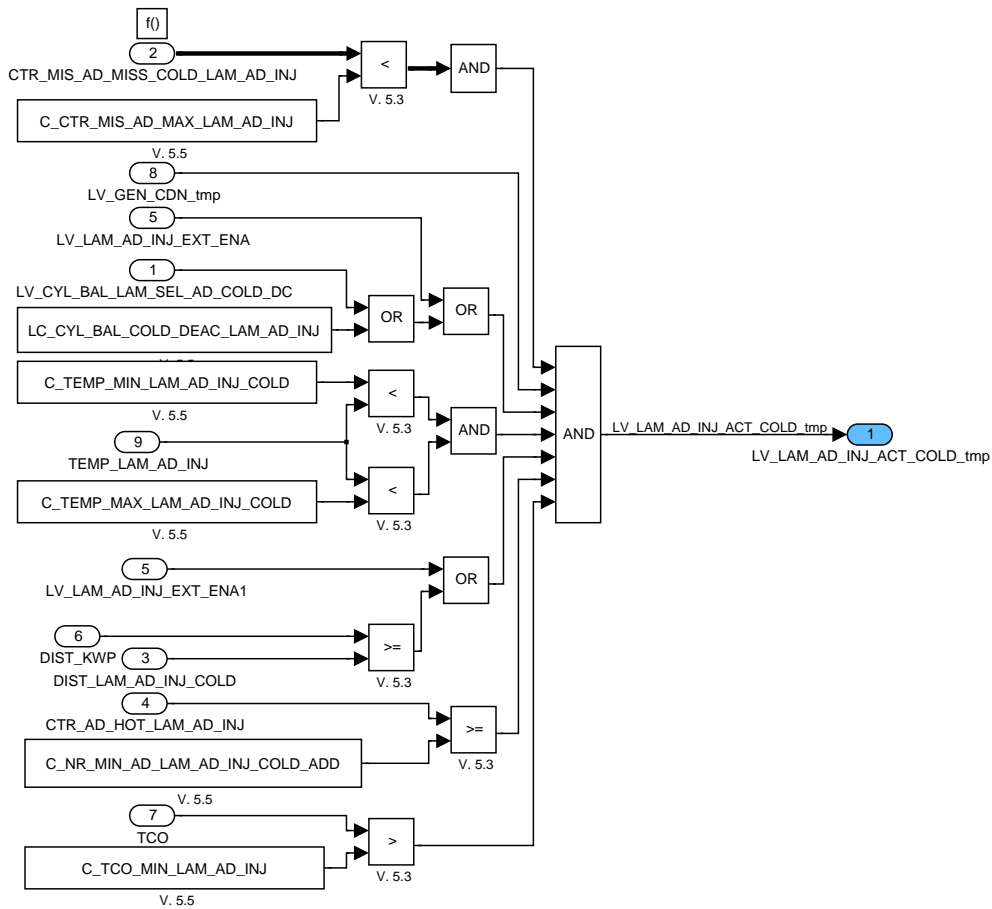 f()
2
CTR_MIS_AD_MISS_COLD_LAM_AD_INJ
<
V. 5.3
AND
C_CTR_MIS_AD_MAX_LAM_AD_INJ
V. 5.5
8
LV_GEN_CDN_tmp
5
LV_LAM_AD_INJ_EXT_ENA
1
LV_CYL_BAL_LAM_SEL_AD_COLD_DC
LC_CYL_BAL_COLD_DEAC_LAM_AD_INJ
OR
OR
C_TEMP_MIN_LAM_AD_INJ_COLD
V. 5.5
<
V. 5.3
9
TEMP_LAM_AD_INJ
AND
C_TEMP_MAX_LAM_AD_INJ_COLD
V. 5.5
<
V. 5.3
AND
LV_LAM_AD_INJ_ACT_COLD_tmp
1
LV_LAM_AD_INJ_ACT_COLD_tmp
5
LV_LAM_AD_INJ_EXT_ENA1
OR
6
DIST_KWP
3
DIST_LAM_AD_INJ_COLD
>=
V. 5.3
4
CTR_AD_HOT_LAM_AD_INJ
C_NR_MIN_AD_LAM_AD_INJ_COLD_ADD
V. 5.5
>=
V. 5.3
7
TCO
C_TCO_MIN_LAM_AD_INJ
V. 5.5
>
V. 5.3